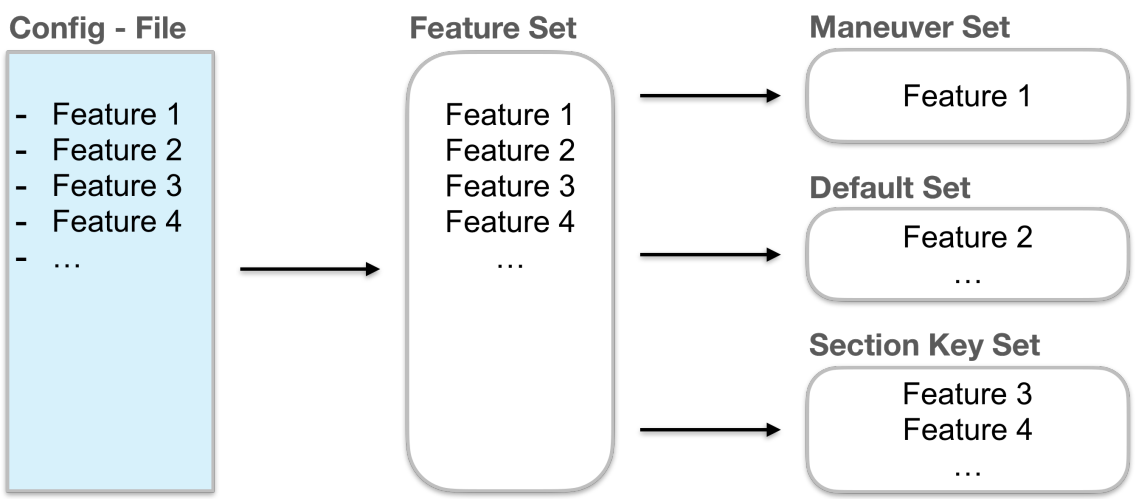 Config - File
- Feature 1
- Feature 2
- Feature 3
- Feature 4
- …
Feature Set
Feature 1
Feature 2
Feature 3
Feature 4
…
Maneuver Set
Feature 1
Default Set
Feature 2
…
Section Key Set
Feature 3
Feature 4
…